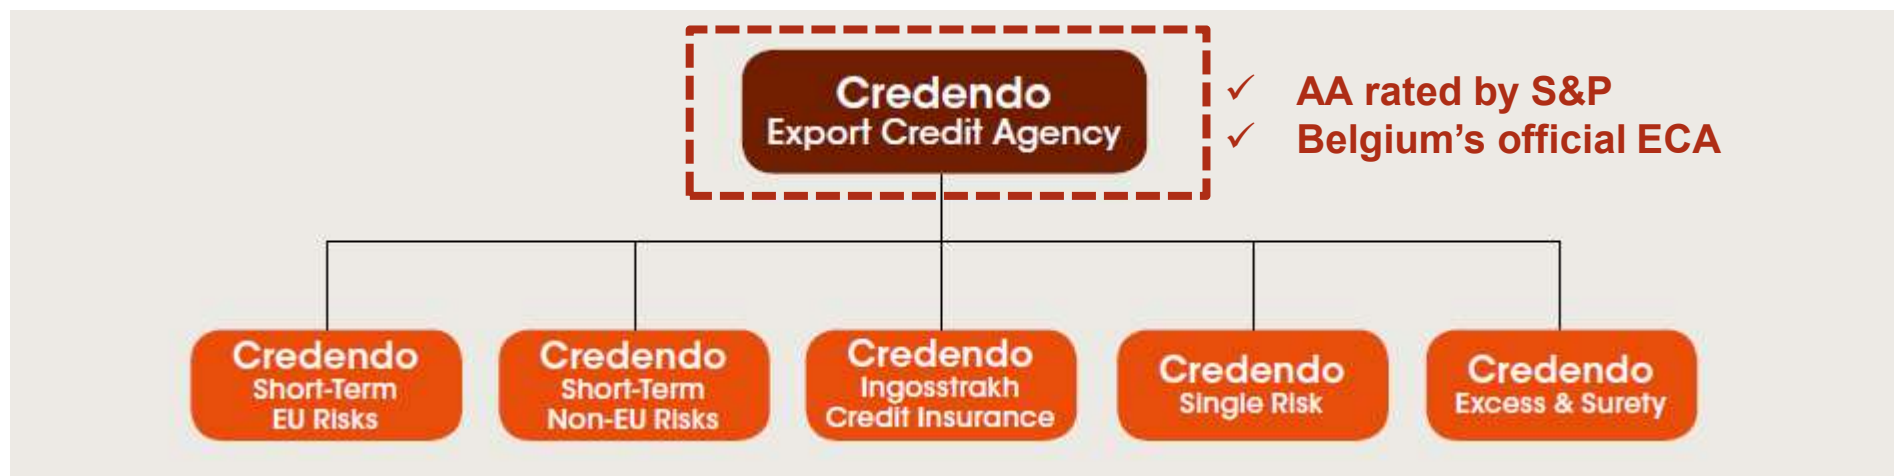 Credendo
Export Credit Agency
✓ AA rated by S&P
✓ Belgium's official ECA
Credendo
Short-Term
EU Risks
Credendo
Short-Term
Non-EU Risks
Credendo
Ingosstrakh
Credit Insurance
Credendo
Single Risk
Credendo
Excess & Surety